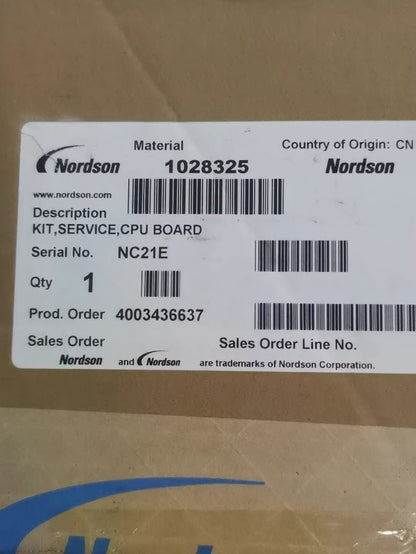 Material
Country of Origin: CN
Nordson
1028325
Nordson
www.nordson.com
Description
KIT,SERVICE,CPU BOARD
Serial No. NC21E
Qty 1
Prod. Order 4003436637
Sales Order
Sales Order Line No.
Nordson and Nordson are trademarks of Nordson Corporation.
Nordson